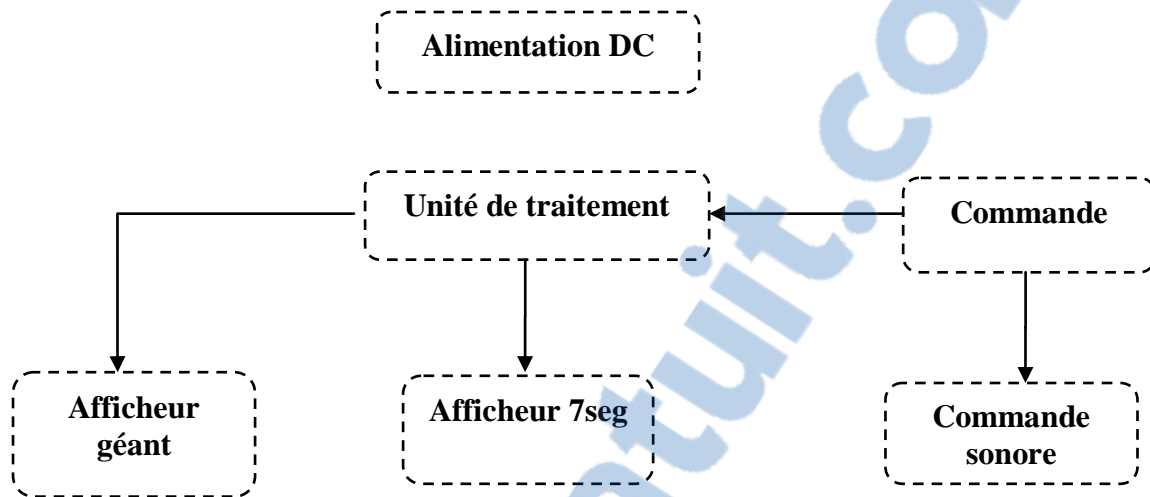 Alimentation DC
Unité de traitement
Commande
Afficheur
géant
Afficheur 7seg
Commande
sonore